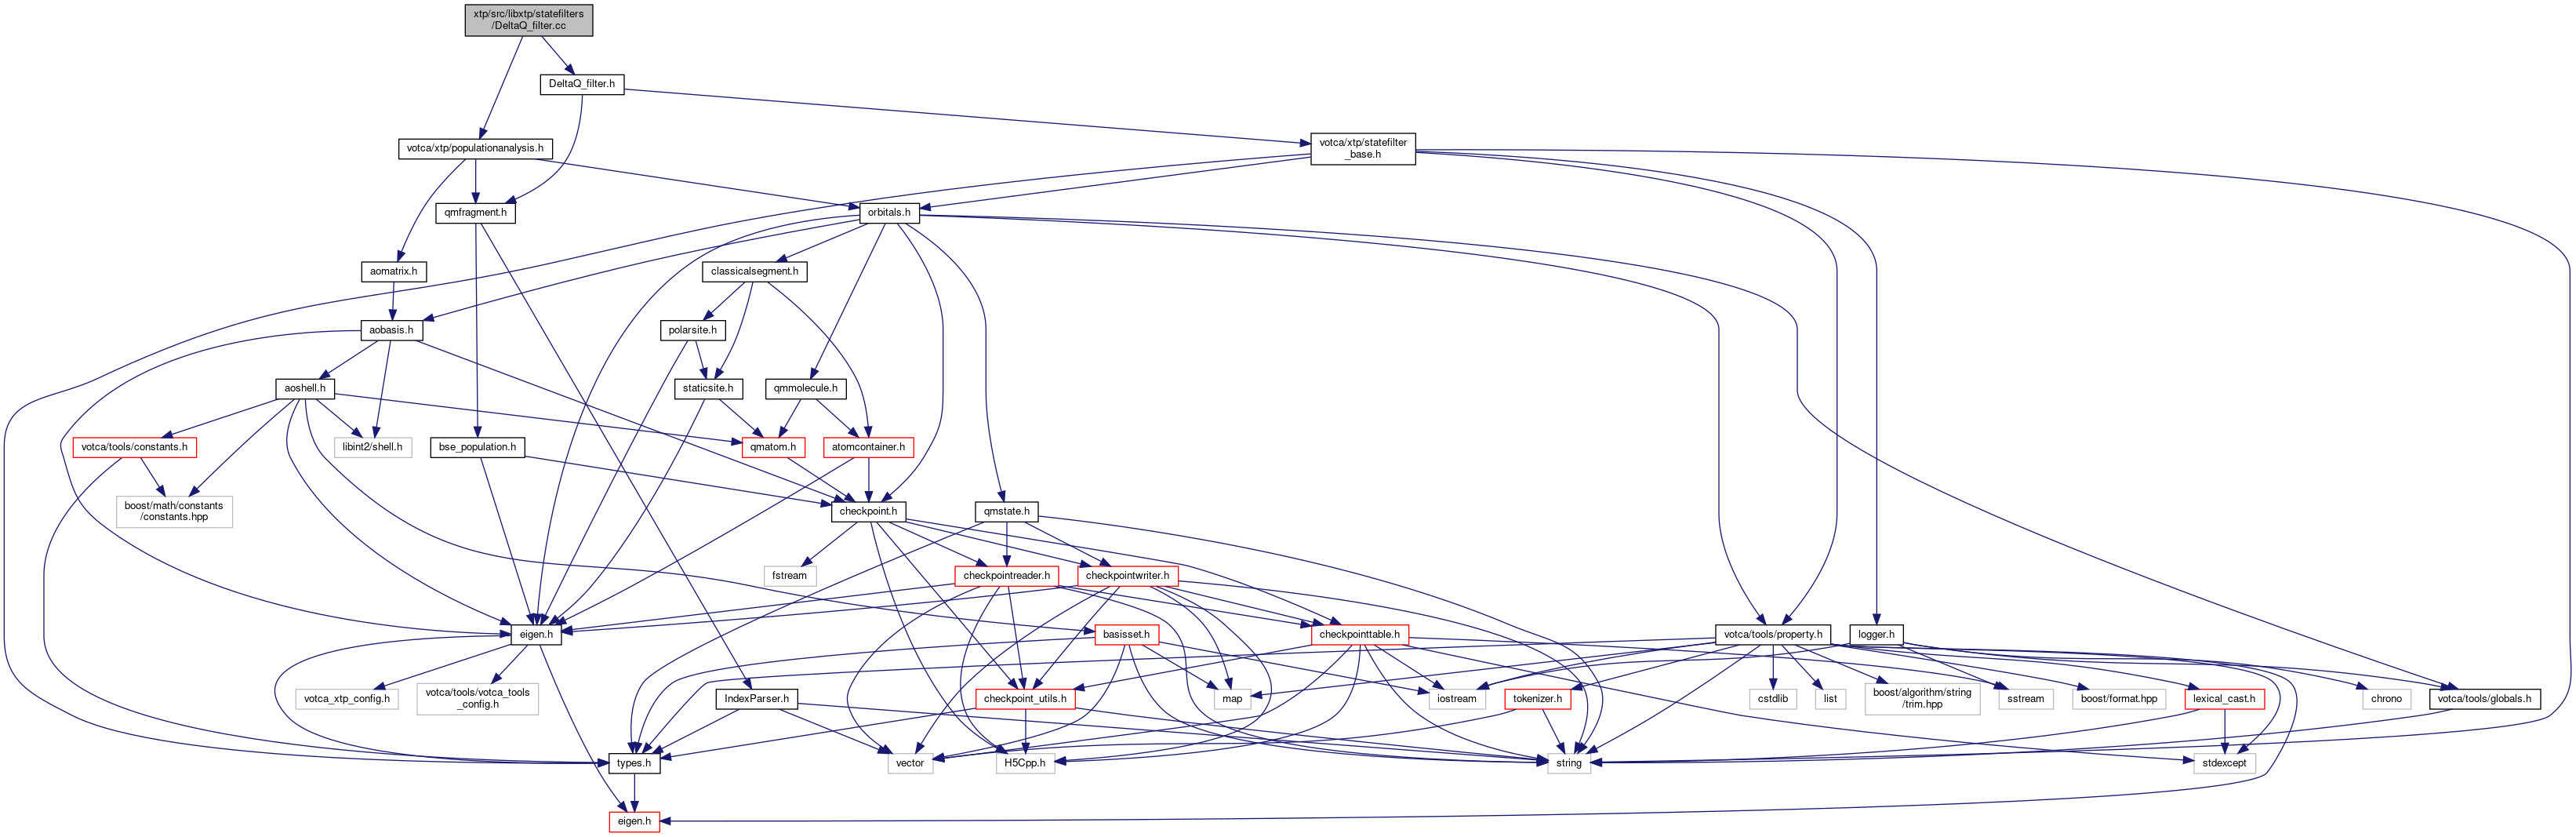 xtp/src/libxtp/statefilters
/DeltaQ_filter.cc
DeltaQ_filter.h
votca/xtp/populationanalysis.h
votca/xtp/statefilter
_base.h
qmfragment.h
orbitals.h
aomatrix.h
classicalsegment.h
aobasis.h
polarsite.h
aoshell.h
staticsite.h
qmmolecule.h
votca/tools/constants.h
libint2/shell.h
bse_population.h
qmatom.h
atomcontainer.h
boost/math/constants
/constants.hpp
checkpoint.h
qmstate.h
fstream
checkpointreader.h
checkpointwriter.h
eigen.h
basisset.h
checkpointtable.h
votca/tools/property.h
logger.h
votca_xtp_config.h
votca/tools/votca_tools
_config.h
IndexParser.h
checkpoint_utils.h
map
iostream
tokenizer.h
cstdlib
list
boost/algorithm/string
/trim.hpp
sstream
boost/format.hpp
lexical_cast.h
chrono
votca/tools/globals.h
types.h
vector
H5Cpp.h
string
stdexcept
eigen.h